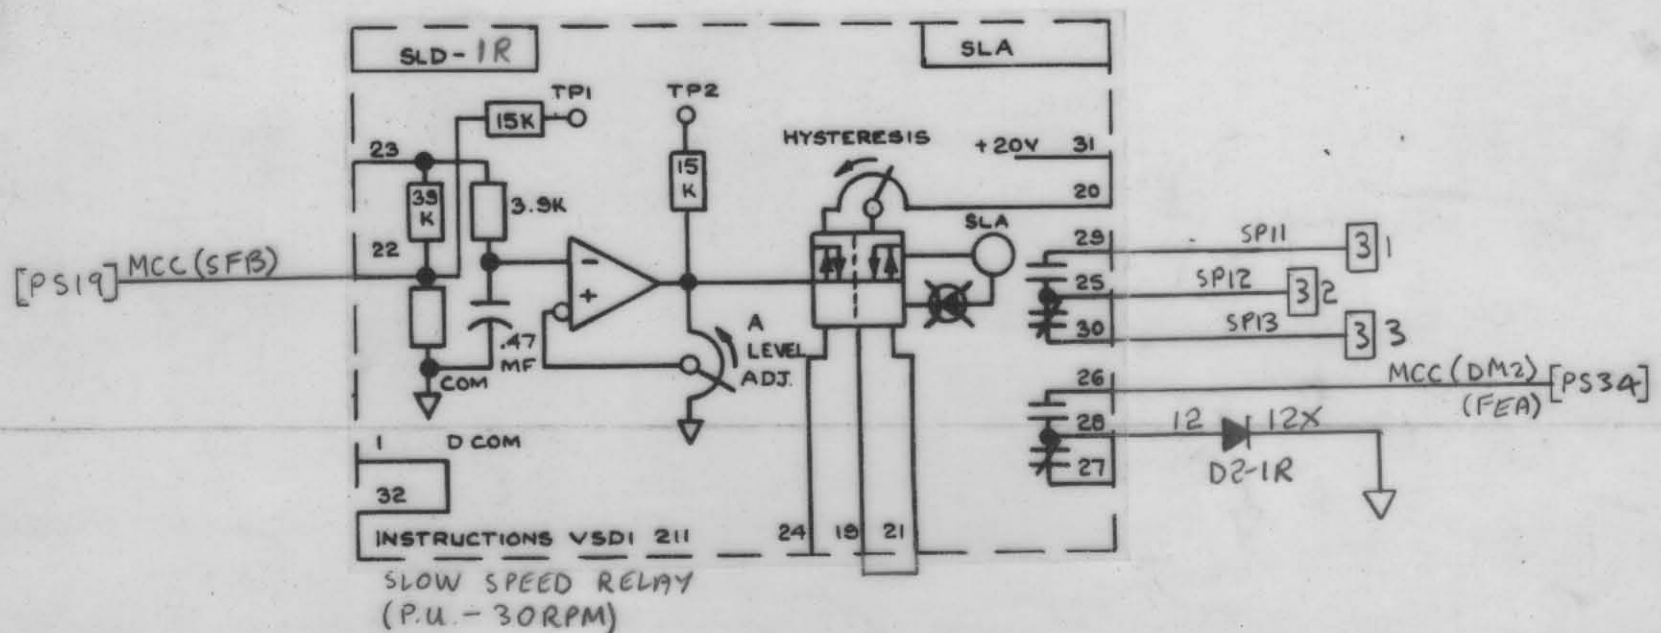 SLD-1R
SLA
TP1
TP2
15K
15
K
HYSTERESIS
+20V 31
23
20
39
K
3.9K
SLA
22
29
SP11
3 1
[PS19] MCC (SFB)
25
SP12
3 2
-
+
30
SP13
3 3
.47
MF
A
LEVEL
ADJ.
COM
26
MCC (DM2) [PS34]
(FEA)
28
12
12X
D2-1R
27
1
D COM
32
INSTRUCTIONS VSD1 211
24
19
21
SLOW SPEED RELAY
(P.U. - 30RPM)